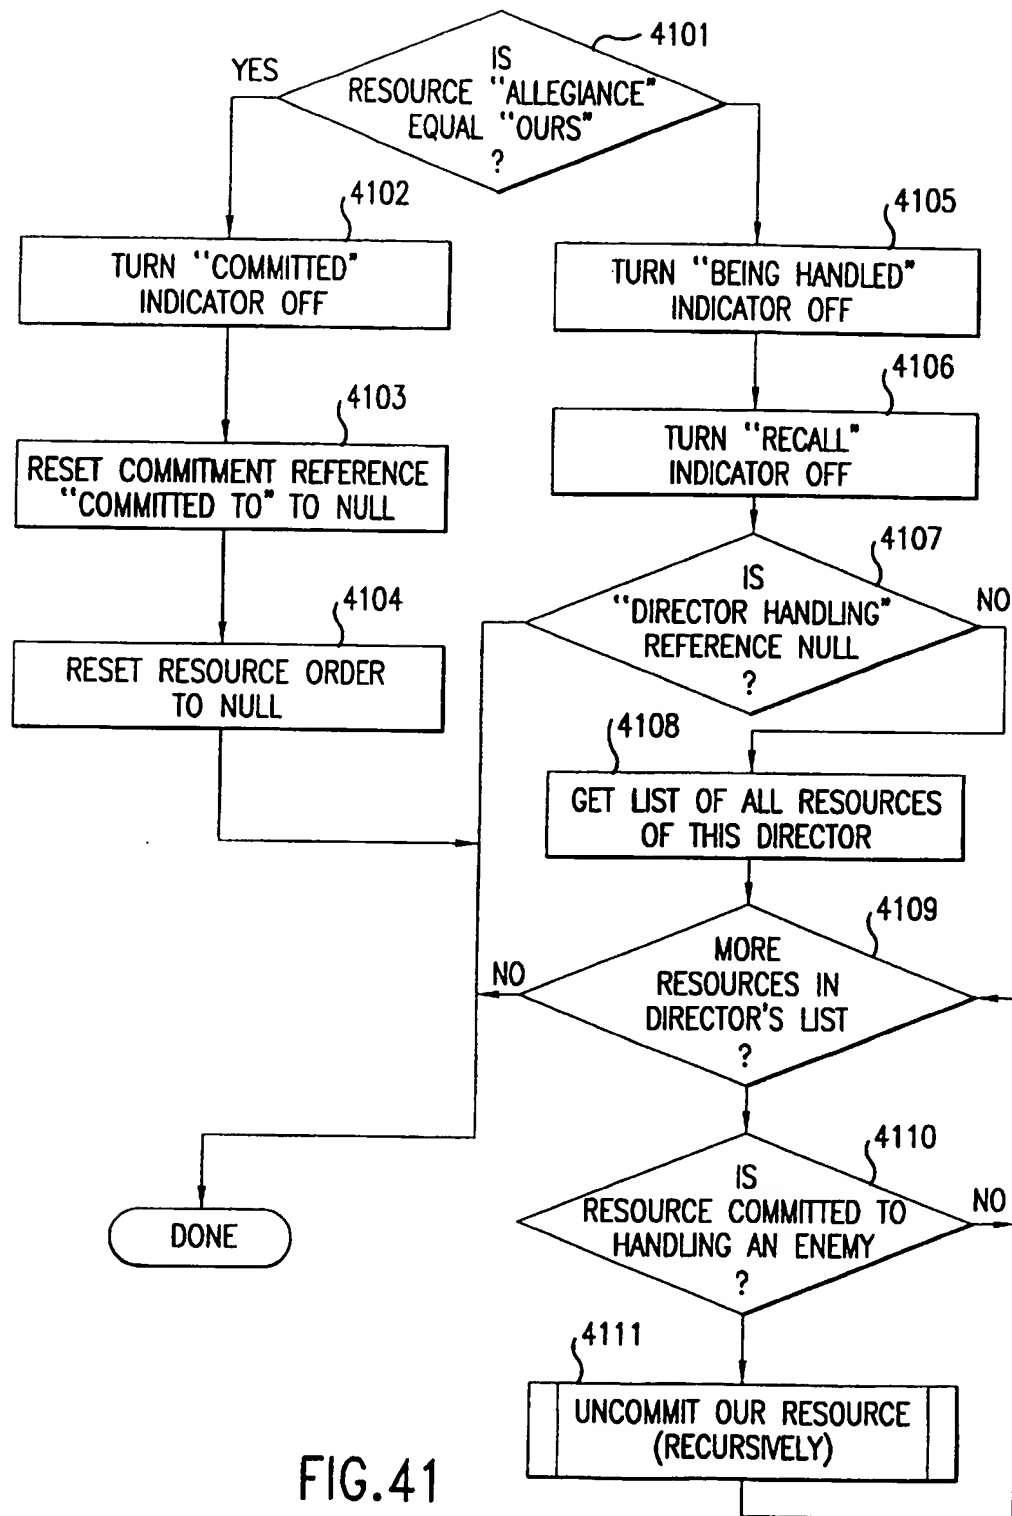 4101
IS
RESOURCE "ALLEGIANCE"
EQUAL "OURS"
?
YES
4102
TURN "COMMITTED"
INDICATOR OFF
4103
RESET COMMITMENT REFERENCE
"COMMITTED TO" TO NULL
4104
RESET RESOURCE ORDER
TO NULL
4105
TURN "BEING HANDLED"
INDICATOR OFF
4106
TURN "RECALL"
INDICATOR OFF
4107
IS
"DIRECTOR HANDLING"
REFERENCE NULL
?
NO
4108
GET LIST OF ALL RESOURCES
OF THIS DIRECTOR
4109
MORE
RESOURCES IN
DIRECTOR'S LIST
?
NO
4110
IS
RESOURCE COMMITTED TO
HANDLING AN ENEMY
?
NO
4111
UNCOMMIT OUR RESOURCE
(RECURSIVELY)
DONE
FIG.41